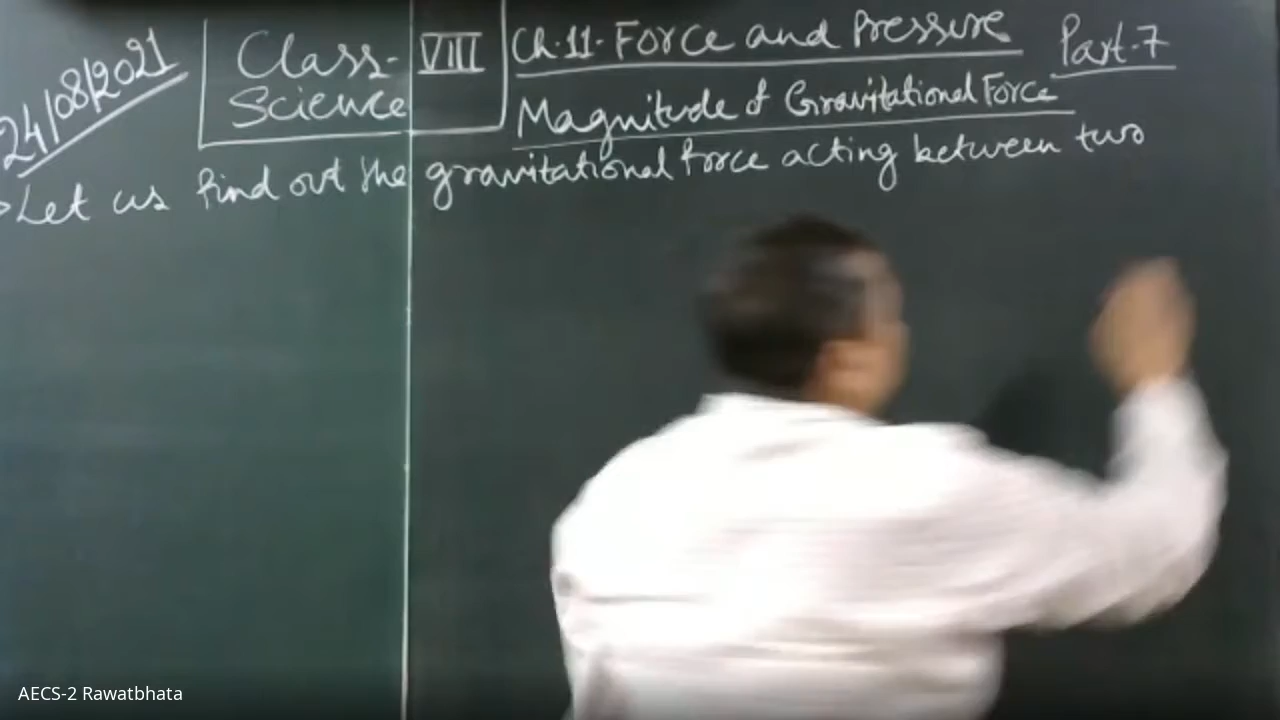 24/08/2021
Class- VIII
Science
Ch.11. Force and Pressure Part.7
Magnitude of Gravitational Force
Let us find out the gravitational force acting between two
AECS-2 Rawatbhata